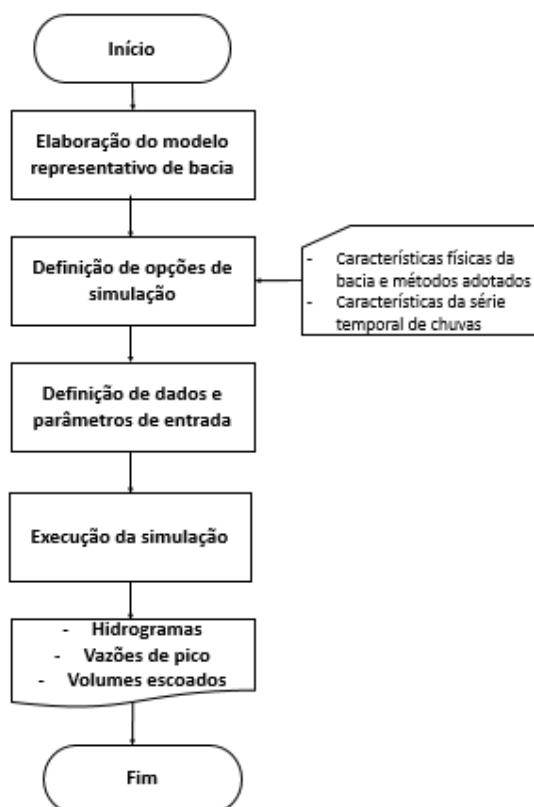 Início
Elaboração do modelo
representativo de bacia
Definição de opções de
simulação
- Características físicas da
bacia e métodos adotados
- Características da série
temporal de chuvas
Definição de dados e
parâmetros de entrada
Execução da simulação
- Hidrogramas
- Vazões de pico
- Volumes escoados
Fim